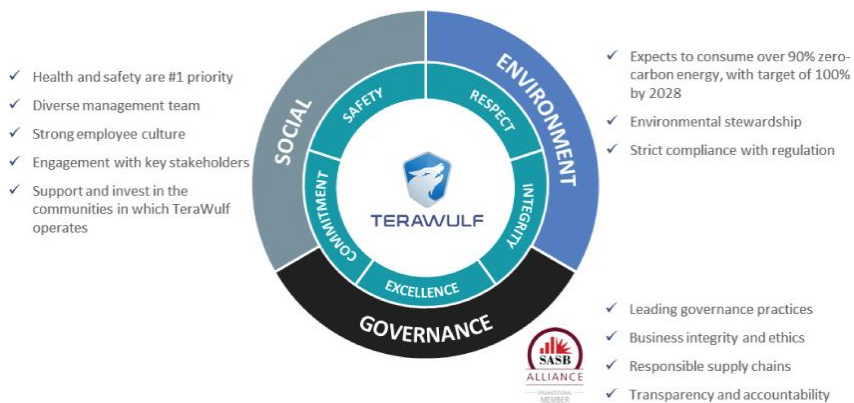 Health and safety are #1 priority
Diverse management team
Strong employee culture
Engagement with key stakeholders
Support and invest in the
communities in which TeraWulf
operates
SOCIAL
ENVIRONMENT
GOVERNANCE
SAFETY
RESPECT
INTEGRITY
EXCELLENCE
COMMITMENT
TERAWULF
Expects to consume over 90% zero-
carbon energy, with target of 100%
by 2028
Environmental stewardship
Strict compliance with regulation
SASB
ALLIANCE
ORGANIZATIONAL
MEMBER
Leading governance practices
Business integrity and ethics
Responsible supply chains
Transparency and accountability